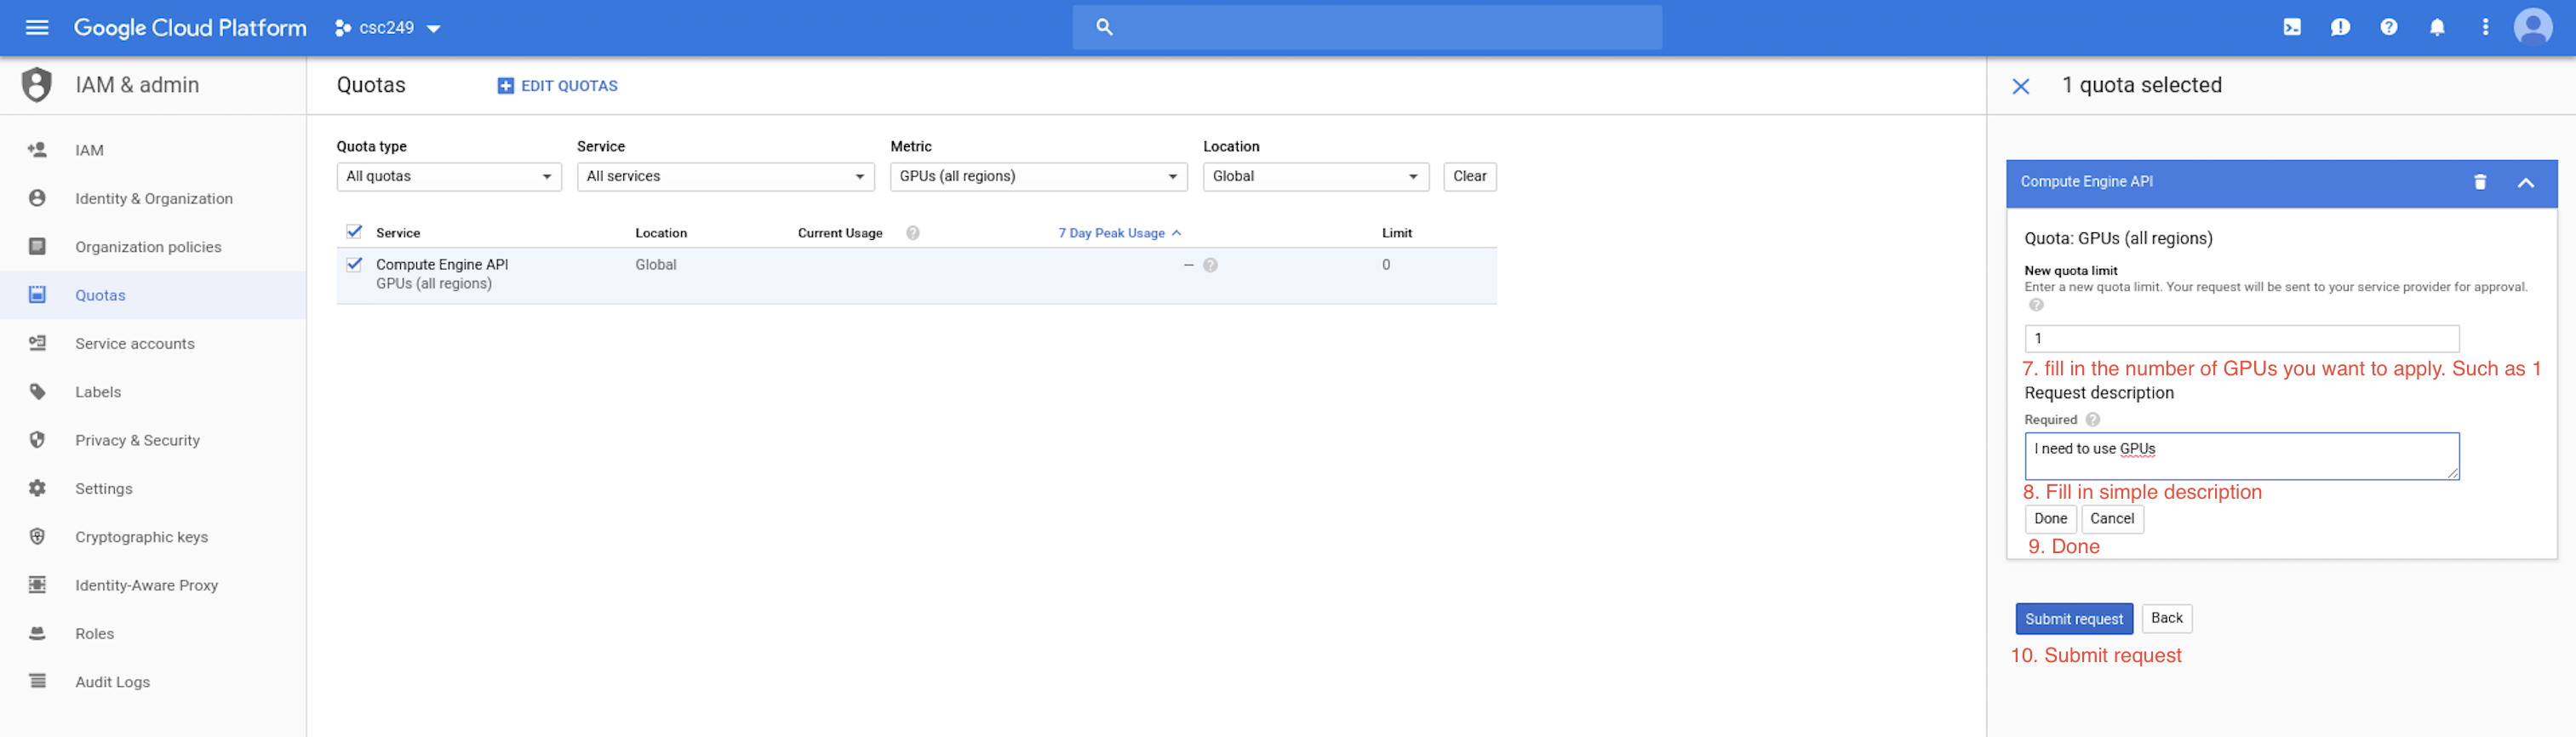 Google Cloud Platform
csc249
IAM & admin
Quotas
EDIT QUOTAS
1 quota selected
IAM
Identity & Organization
Organization policies
Quotas
Service accounts
Labels
Privacy & Security
Settings
Cryptographic keys
Identity-Aware Proxy
Roles
Audit Logs
Quota type
Service
Metric
Location
All quotas
All services
GPUs (all regions)
Global
Clear
Service
Location
Current Usage
7 Day Peak Usage
Limit
Compute Engine API
GPUs (all regions)
Global
–
0
Compute Engine API
Quota: GPUs (all regions)
New quota limit
Enter a new quota limit. Your request will be sent to your service provider for approval.
1
7. fill in the number of GPUs you want to apply. Such as 1
Request description
Required
I need to use GPUs
8. Fill in simple description
Done
Cancel
9. Done
Submit request
Back
10. Submit request